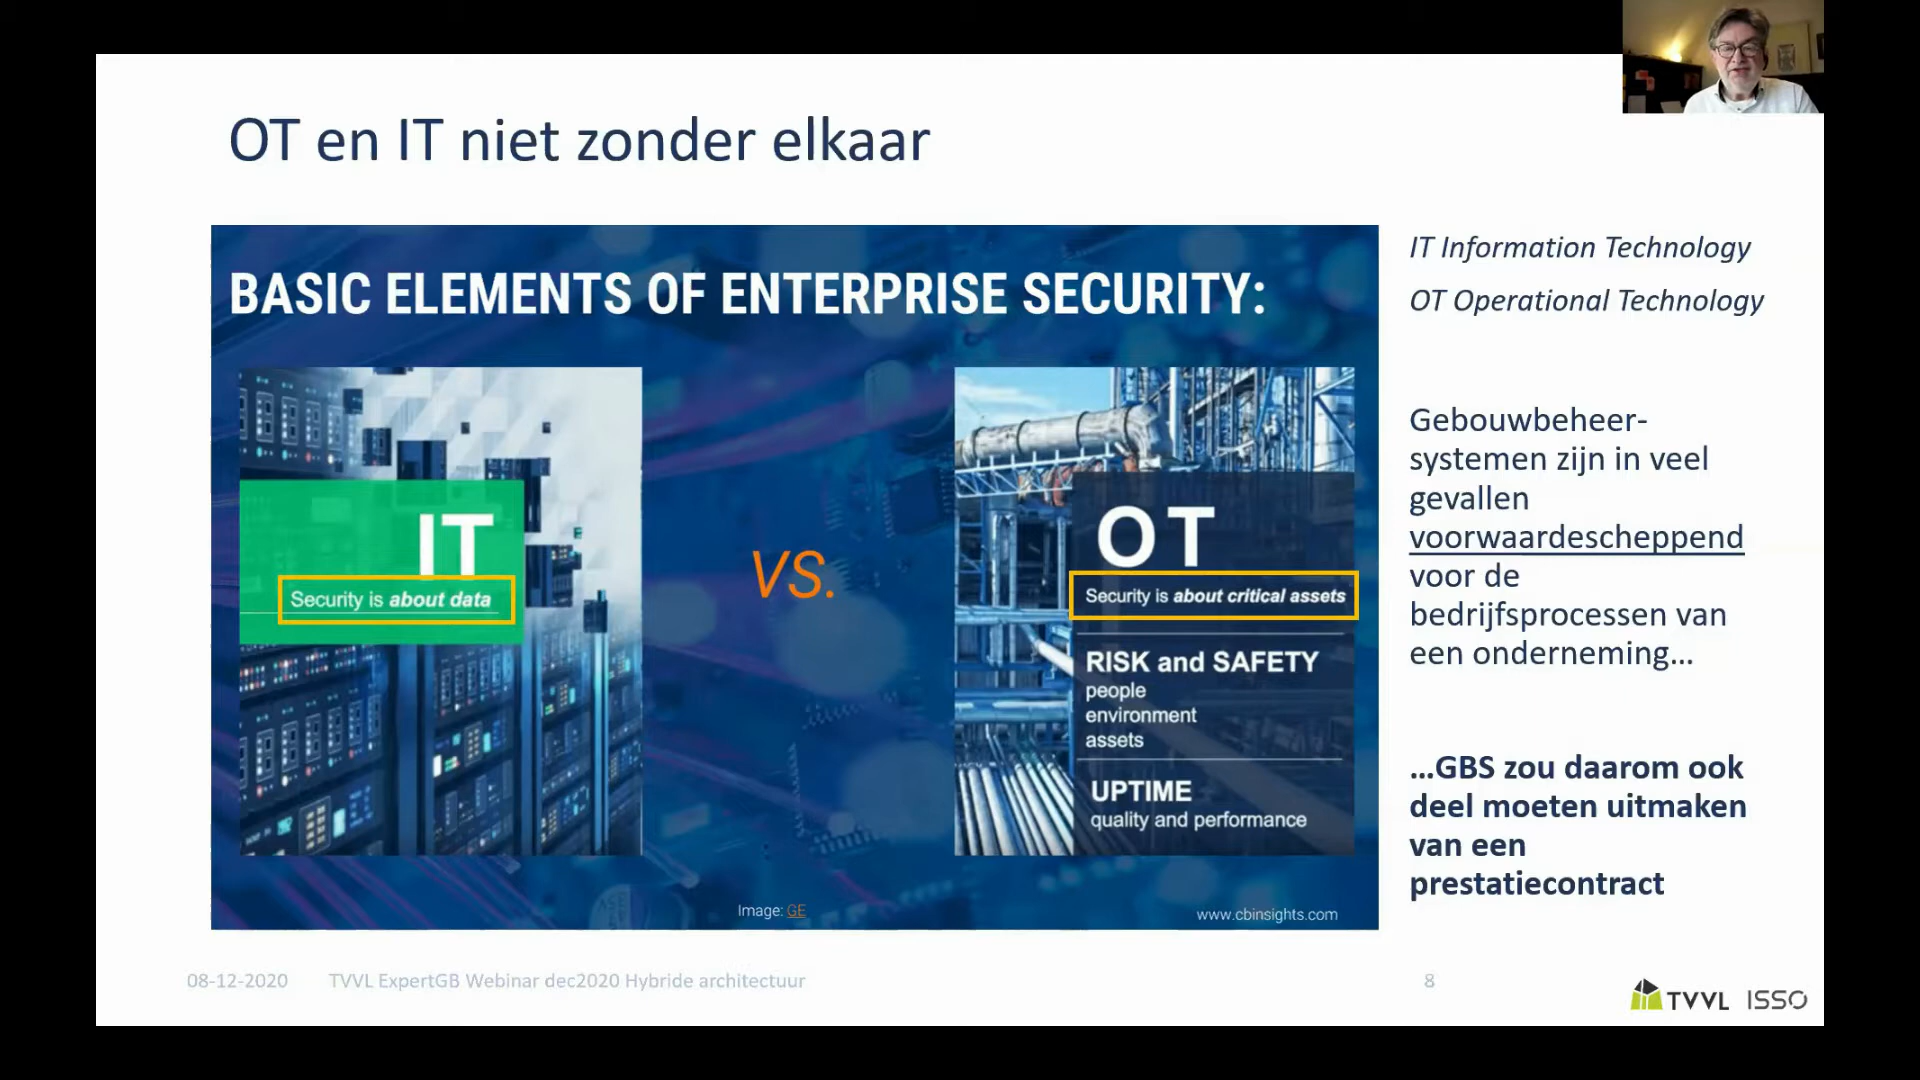 OT en IT niet zonder elkaar
BASIC ELEMENTS OF ENTERPRISE SECURITY:
IT
Security is about data
VS.
OT
Security is about critical assets
RISK and SAFETY
people
environment
assets
UPTIME
quality and performance
Image: GE
www.cbinsights.com
IT Information Technology
OT Operational Technology
Gebouwbeheer-
systemen zijn in veel
gevallen
voorwaardescheppend
voor de
bedrijfsprocessen van
een onderneming...
...GBS zou daarom ook
deel moeten uitmaken
van een
prestatiecontract
08-12-2020
TVVL ExpertGB Webinar dec2020 Hybride architectuur
8
TVVL ISSO